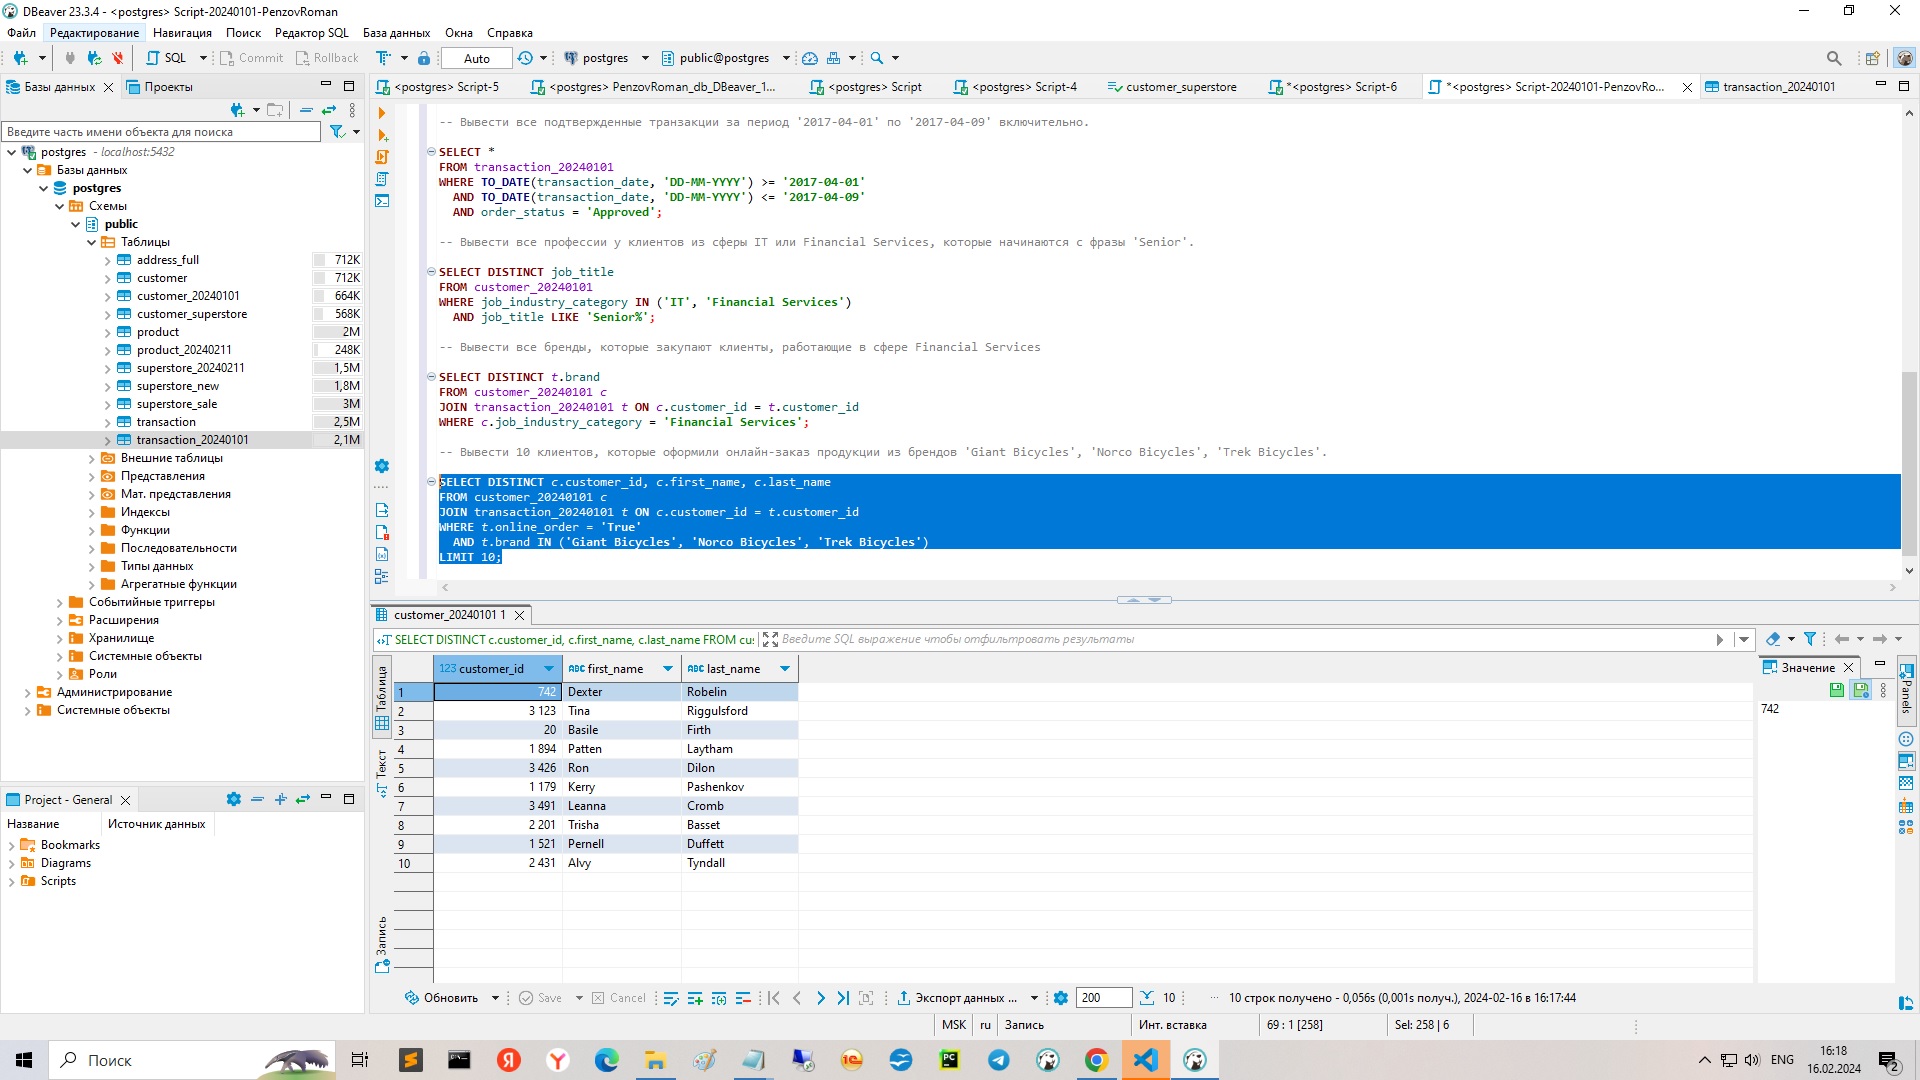 DBeaver 23.3.4 - <postgres> Script-20240101-PenzovRoman
Файл Редактирование Навигация Поиск Редактор SQL База данных Окна Справка
SQL Commit Rollback Auto postgres public@postgres
Базы данных Проекты
<postgres> Script-5 <postgres> PenzovRoman_db_DBeaver_1... <postgres> Script <postgres> Script-4 customer_superstore *<postgres> Script-6 *<postgres> Script-20240101-PenzovRo... transaction_20240101
Введите часть имени объекта для поиска
postgres - localhost:5432
Базы данных
postgres
Схемы
public
Таблицы
address_full 712K
customer 712K
customer_20240101 664K
customer_superstore 568K
product 2M
product_20240211 248K
superstore_20240211 1,5M
superstore_new 1,8M
superstore_sale 3M
transaction 2,5M
transaction_20240101 2,1M
Внешние таблицы
Представления
Мат. представления
Индексы
Функции
Последовательности
Типы данных
Агрегатные функции
Событийные триггеры
Расширения
Хранилище
Системные объекты
Роли
Администрирование
Системные объекты
Project - General
Название Источник данных
Bookmarks
Diagrams
Scripts
-- Вывести все подтвержденные транзакции за период '2017-04-01' по '2017-04-09' включительно.
SELECT *
FROM transaction_20240101
WHERE TO_DATE(transaction_date, 'DD-MM-YYYY') >= '2017-04-01'
AND TO_DATE(transaction_date, 'DD-MM-YYYY') <= '2017-04-09'
AND order_status = 'Approved';
-- Вывести все профессии у клиентов из сферы IT или Financial Services, которые начинаются с фразы 'Senior'.
SELECT DISTINCT job_title
FROM customer_20240101
WHERE job_industry_category IN ('IT', 'Financial Services')
AND job_title LIKE 'Senior%';
-- Вывести все бренды, которые закупают клиенты, работающие в сфере Financial Services
SELECT DISTINCT t.brand
FROM customer_20240101 c
JOIN transaction_20240101 t ON c.customer_id = t.customer_id
WHERE c.job_industry_category = 'Financial Services';
-- Вывести 10 клиентов, которые оформили онлайн-заказ продукции из брендов 'Giant Bicycles', 'Norco Bicycles', 'Trek Bicycles'.
SELECT DISTINCT c.customer_id, c.first_name, c.last_name
FROM customer_20240101 c
JOIN transaction_20240101 t ON c.customer_id = t.customer_id
WHERE t.online_order = 'True'
AND t.brand IN ('Giant Bicycles', 'Norco Bicycles', 'Trek Bicycles')
LIMIT 10;
customer_20240101 1
SELECT DISTINCT c.customer_id, c.first_name, c.last_name FROM cu: Введите SQL выражение чтобы отфильтровать результаты
Таблица
Текст
Запись
123 customer_id ABC first_name ABC last_name
1 742 Dexter Robelin
2 3 123 Tina Riggulsford
3 20 Basile Firth
4 1 894 Patten Laytham
5 3 426 Ron Dilon
6 1 179 Kerry Pashenkov
7 3 491 Leanna Cromb
8 2 201 Trisha Basset
9 1 521 Pernell Duffett
10 2 431 Alvy Tyndall
Значение
742
Panels
Обновить Save Cancel Экспорт данных ... 200 10 ... 10 строк получено - 0,056s (0,001s получ.), 2024-02-16 в 16:17:44
MSK ru Запись Инт. вставка 69 : 1 [258] Sel: 258 | 6
Поиск
ENG 16:18
16.02.2024
2